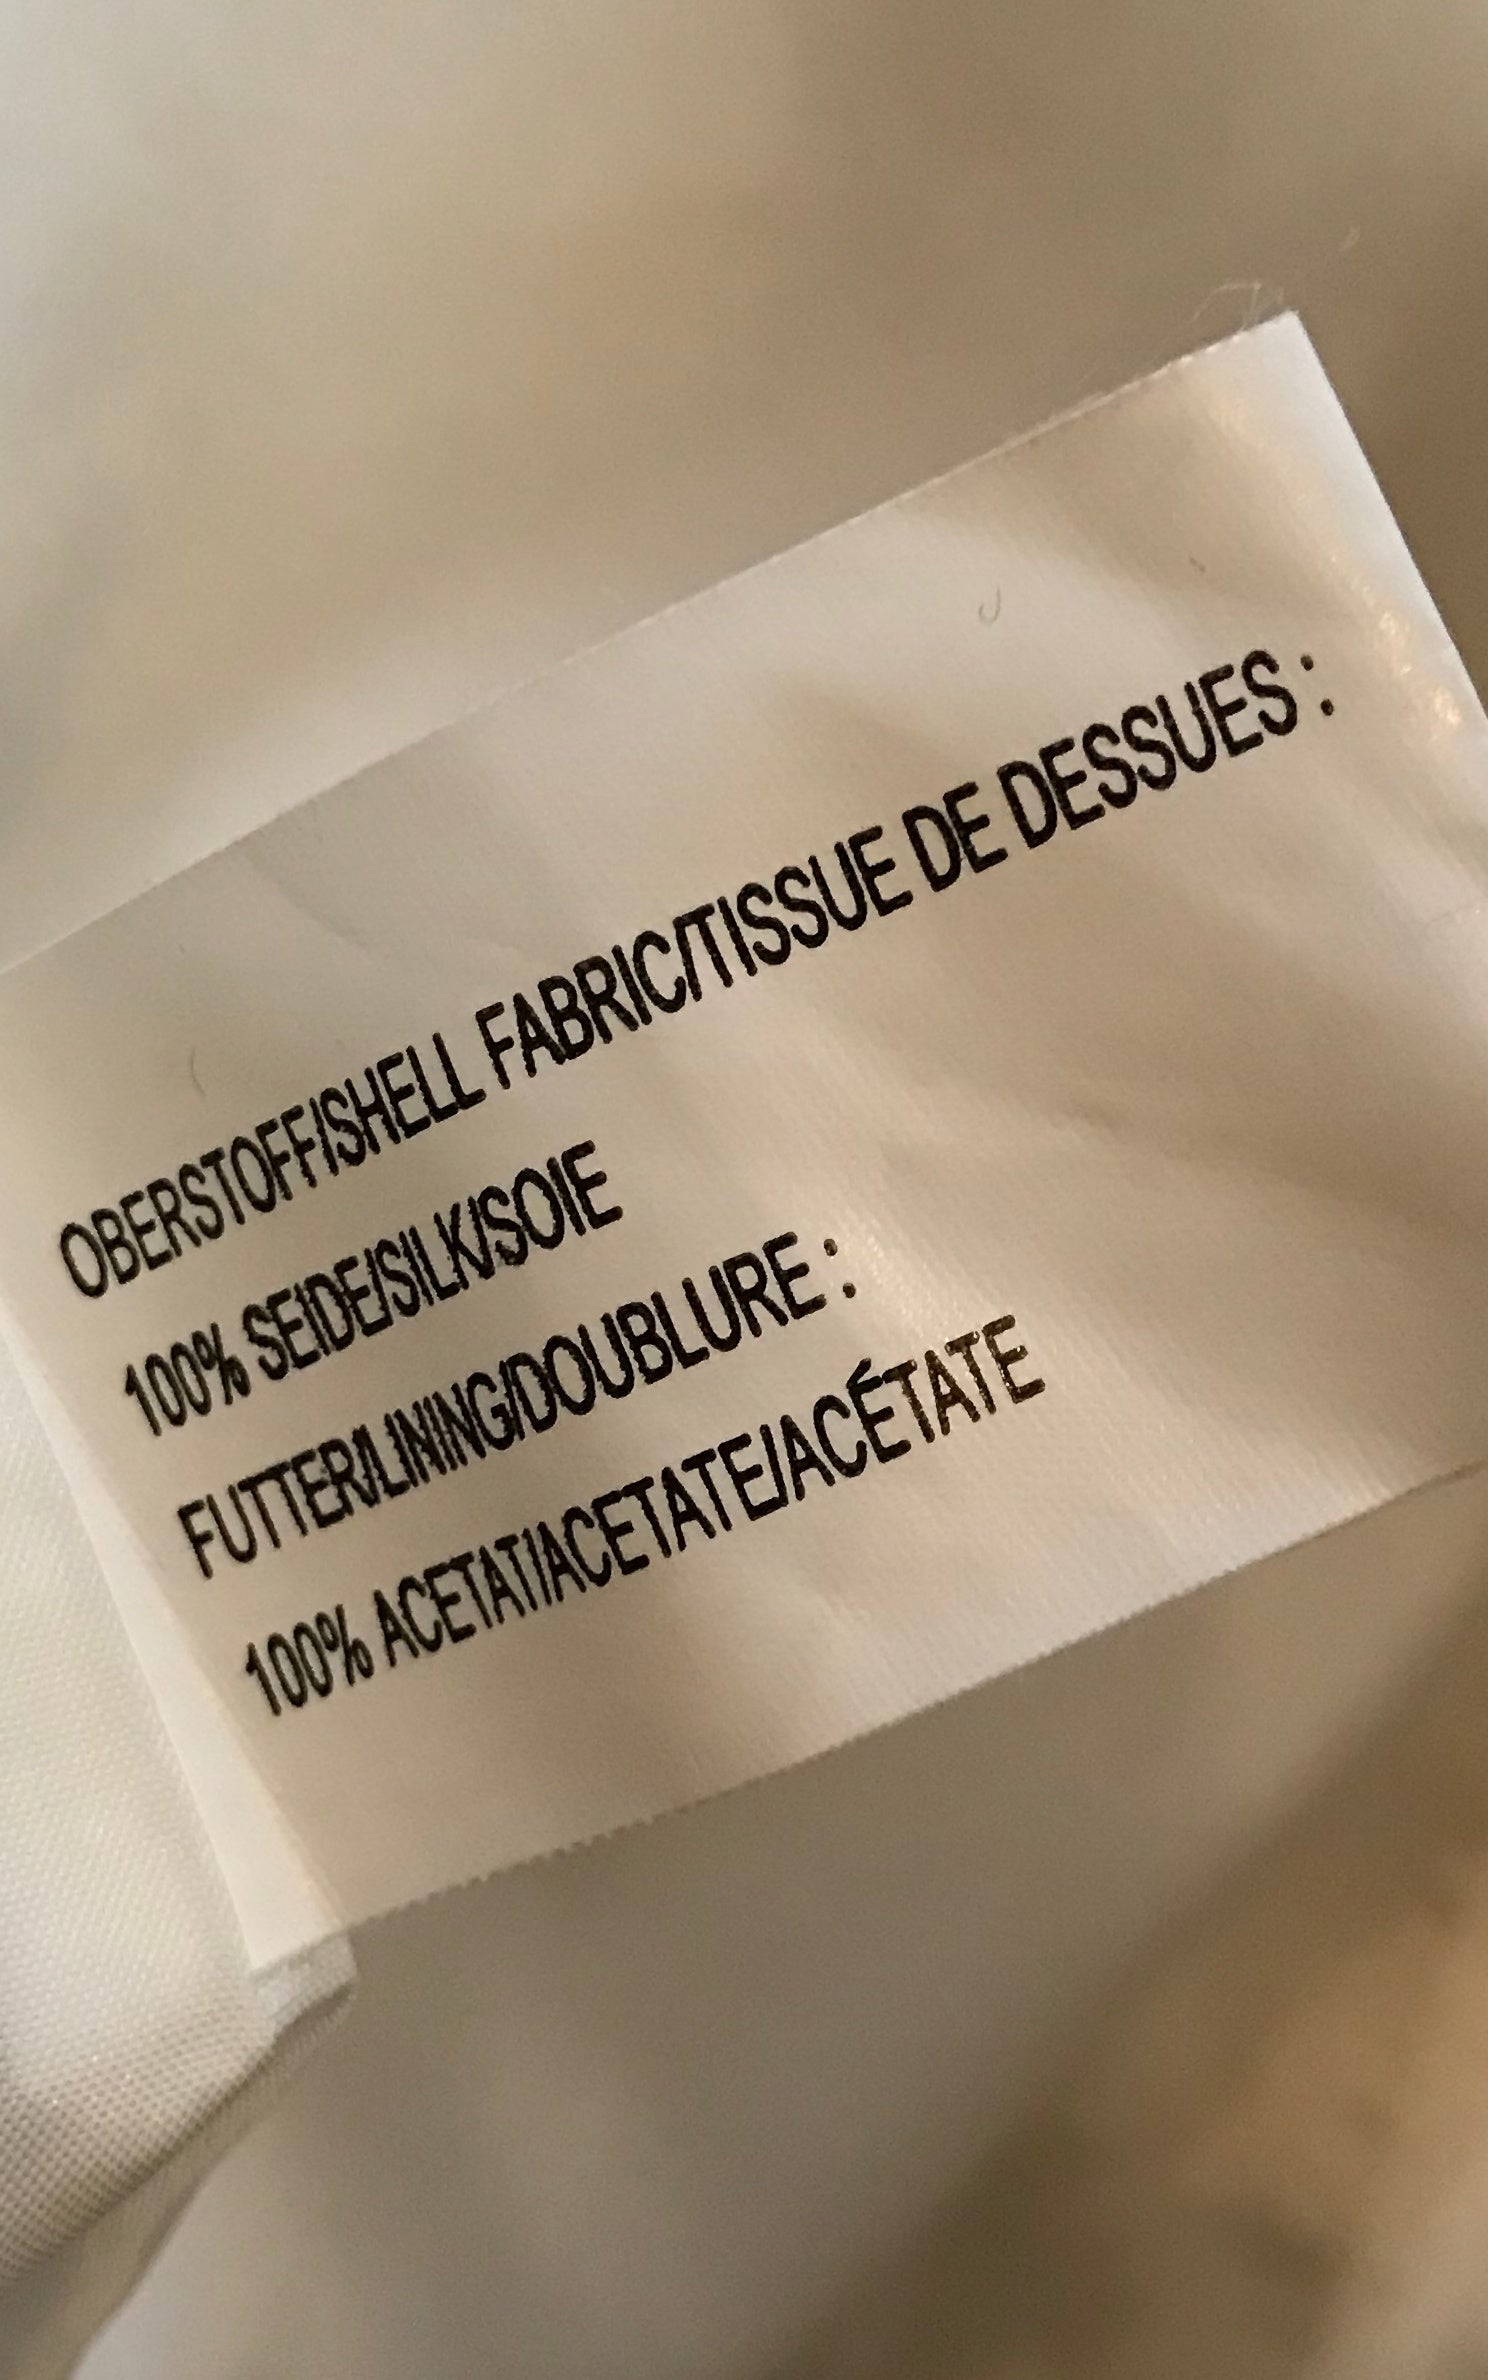 OBERSTOFF/SHELL FABRIC/TISSUE DE DESSUES :
100% SEIDE/SILK/SOIE
FUTTER/LINING/DOUBLURE :
100% ACETAT/ACETATE/ACÉTATE